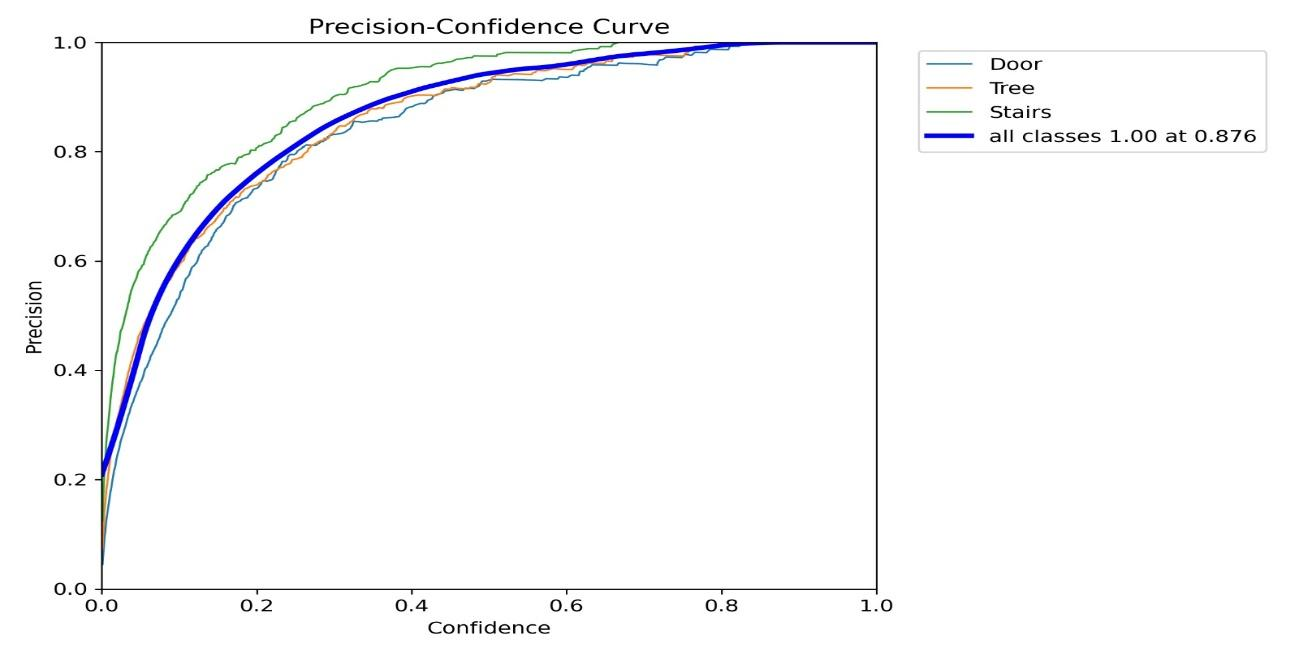 Precision-Confidence Curve
1.0
0.8
0.6
0.4
0.2
0.0
Precision
0.0 0.2 0.4 0.6 0.8 1.0
Confidence
Door
Tree
Stairs
all classes 1.00 at 0.876